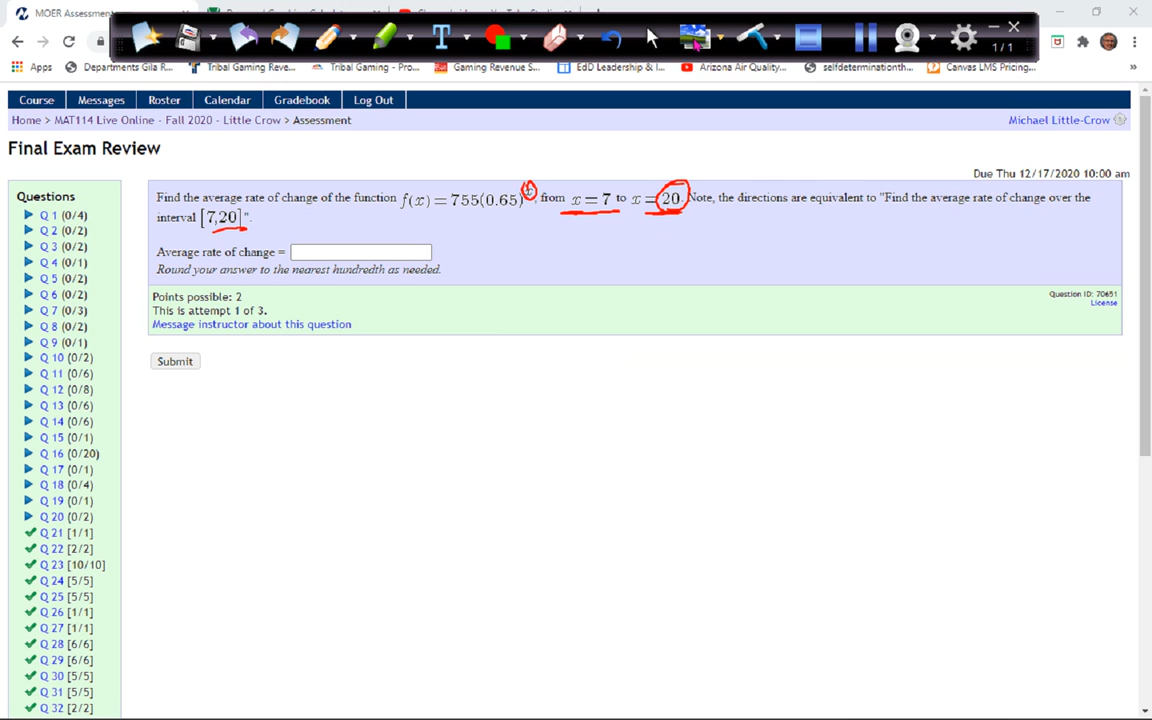 MOER Assessment
1/1
Apps Departments Gila R... Tribal Gaming Reve... Tribal Gaming - Pro... Gaming Revenue S... EdD Leadership & I... Arizona Air Quality... selfdeterminationth... Canvas LMS Pricing... »
Course Messages Roster Calendar Gradebook Log Out
Home > MAT114 Live Online - Fall 2020 - Little Crow > Assessment Michael Little-Crow
Final Exam Review
Due Thu 12/17/2020 10:00 am
Questions
Q 1 (0/4)
Q 2 (0/2)
Q 3 (0/2)
Q 4 (0/1)
Q 5 (0/2)
Q 6 (0/2)
Q 7 (0/3)
Q 8 (0/2)
Q 9 (0/1)
Q 10 (0/2)
Q 11 (0/6)
Q 12 (0/8)
Q 13 (0/6)
Q 14 (0/6)
Q 15 (0/1)
Q 16 (0/20)
Q 17 (0/1)
Q 18 (0/4)
Q 19 (0/1)
Q 20 (0/2)
Q 21 [1/1]
Q 22 [2/2]
Q 23 [10/10]
Q 24 [5/5]
Q 25 [5/5]
Q 26 [1/1]
Q 27 [1/1]
Q 28 [6/6]
Q 29 [6/6]
Q 30 [5/5]
Q 31 [5/5]
Q 32 [2/2]
Find the average rate of change of the function f(x) = 755(0.65)^x, from x = 7 to x = 20. Note, the directions are equivalent to "Find the average rate of change over the
interval [7,20]".
Average rate of change =
Round your answer to the nearest hundredth as needed.
Points possible: 2
This is attempt 1 of 3.
Message instructor about this question
Question ID: 70651
License
Submit